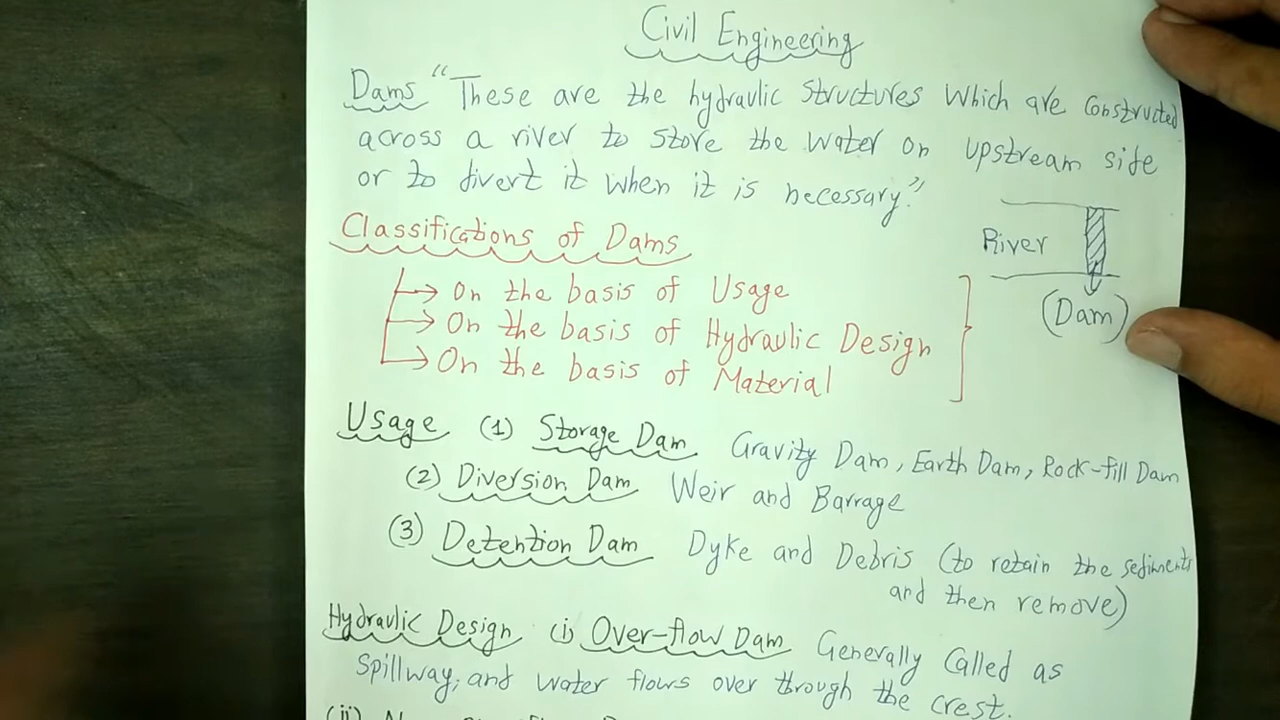 Civil Engineering
Dams "These are the hydraulic structures which are constructed
across a river to store the water on upstream side
or to divert it when it is necessary."
Classifications of Dams
River
→ On the basis of Usage
→ On the basis of Hydraulic Design
(Dam)
→ On the basis of Material
Usage (1) Storage Dam Gravity Dam, Earth Dam, Rock-fill Dam
(2) Diversion Dam Weir and Barrage
(3) Detention Dam Dyke and Debris (to retain the sediments
and then remove)
Hydraulic Design (i) Over-flow Dam Generally called as
Spillway, and water flows over through the crest.
(ii)